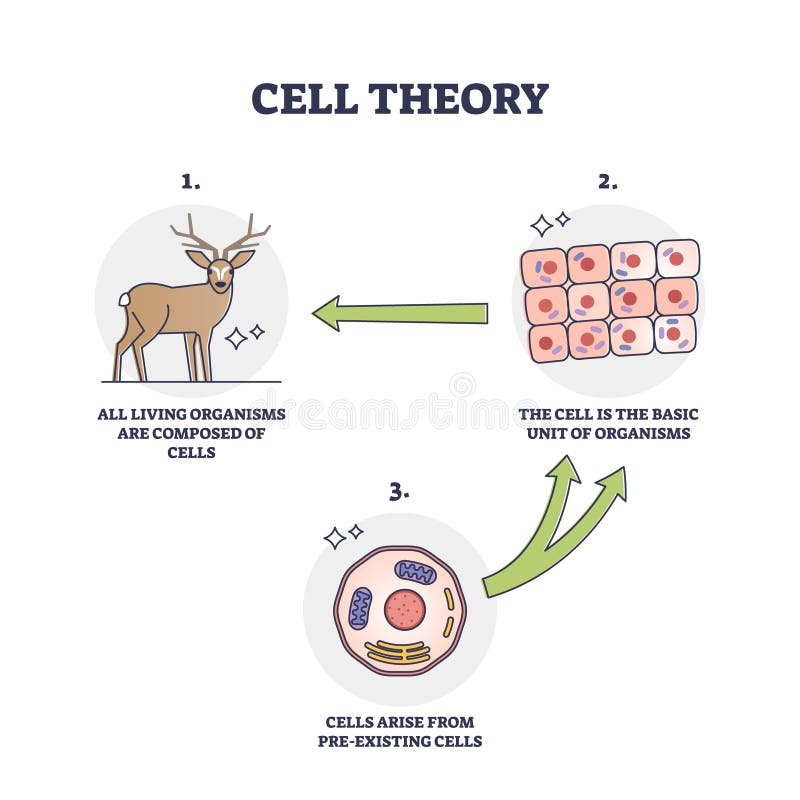 CELL THEORY
1.
ALL LIVING ORGANISMS
ARE COMPOSED OF
CELLS
2.
THE CELL IS THE BASIC
UNIT OF ORGANISMS
3.
CELLS ARISE FROM
PRE-EXISTING CELLS
dreamstime